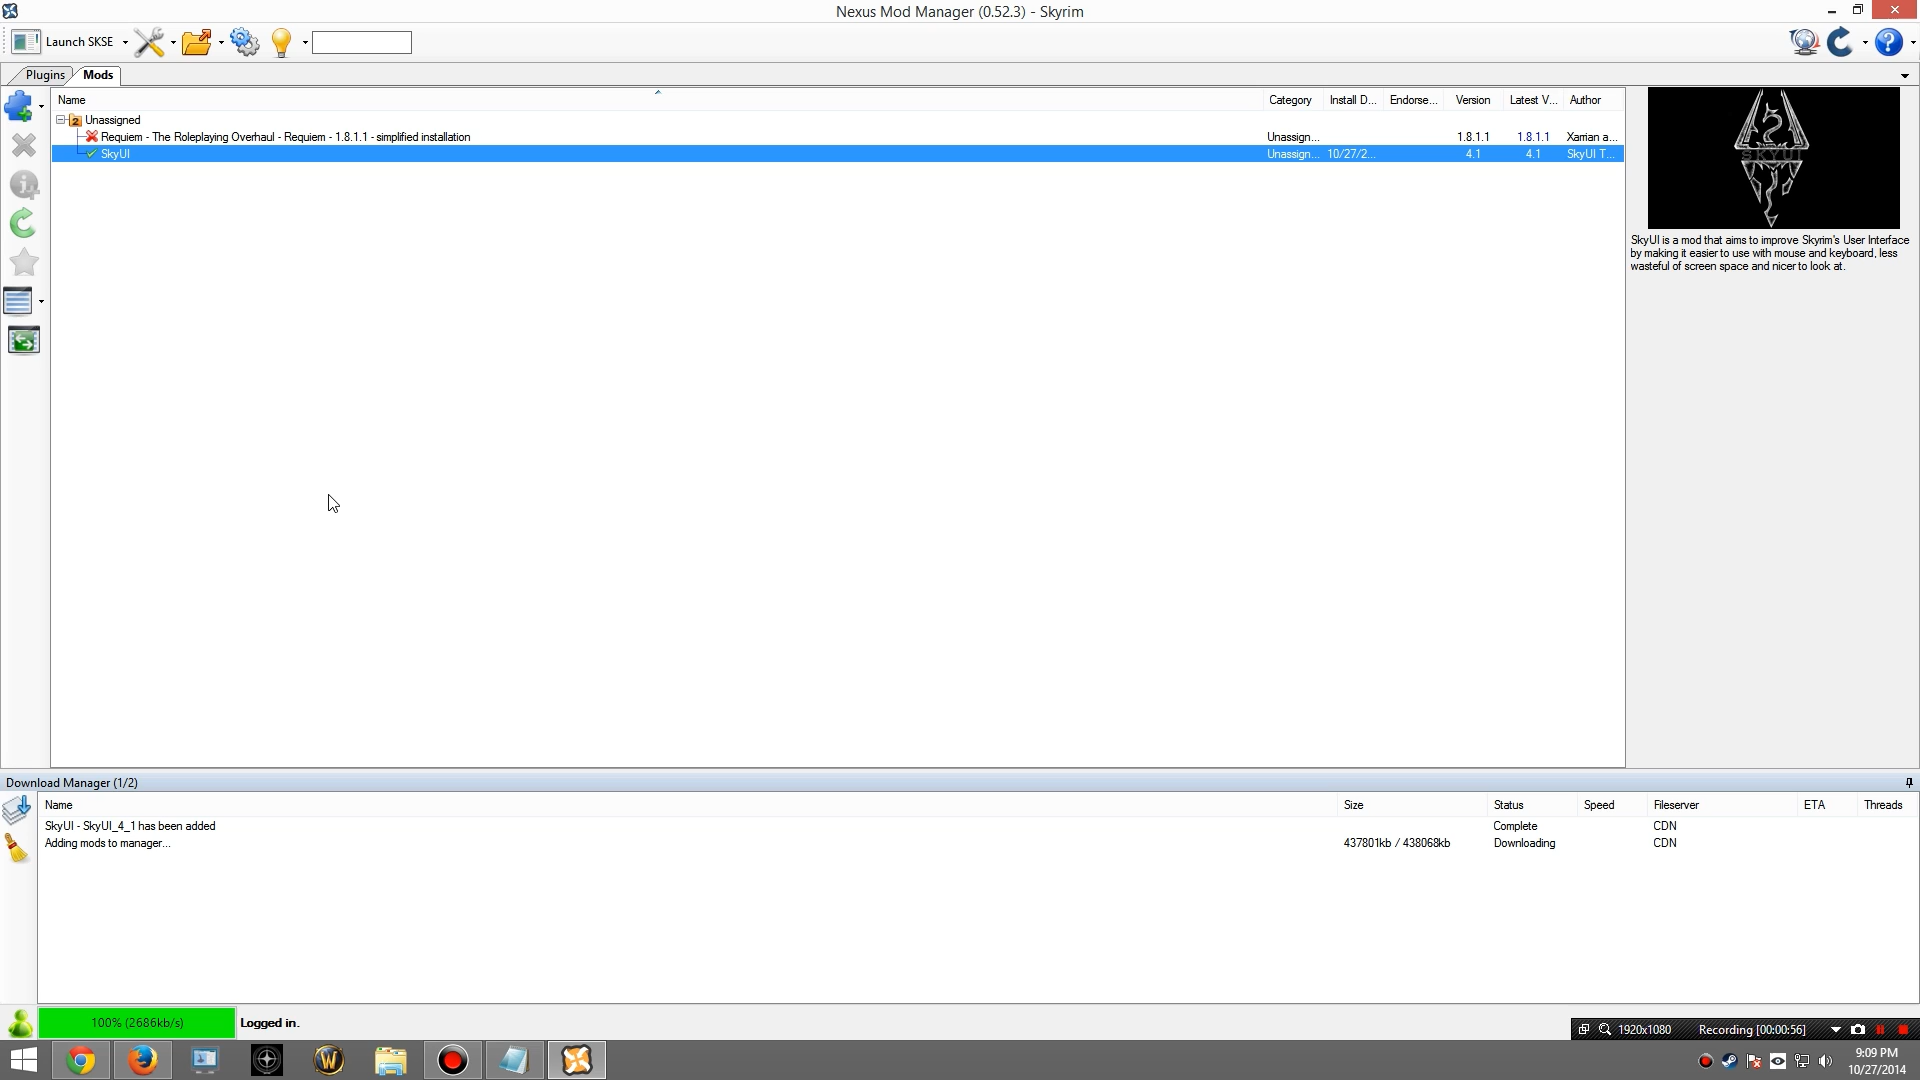 Nexus Mod Manager (0.52.3) - Skyrim
Launch SKSE
Plugins Mods
Name Category Install D... Endorse... Version Latest V... Author
2 Unassigned
Requiem - The Roleplaying Overhaul - Requiem - 1.8.1.1 - simplified installation Unassign... 1.8.1.1 1.8.1.1 Xarrian a...
SkyUI Unassign... 10/27/2... 4.1 4.1 SkyUI T...
SKYUI
SkyUI is a mod that aims to improve Skyrim's User Interface
by making it easier to use with mouse and keyboard, less
wasteful of screen space and nicer to look at.
Download Manager (1/2)
Name Size Status Speed Fileserver ETA Threads
SkyUI - SkyUI_4_1 has been added Complete CDN
Adding mods to manager... 437801kb / 438068kb Downloading CDN
100% (2686kb/s) Logged in.
1920x1080 Recording [00:00:56]
9:09 PM
10/27/2014